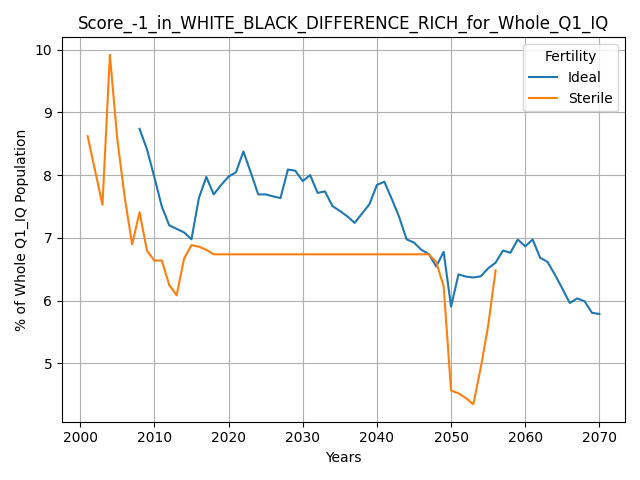 Score_-1_in_WHITE_BLACK_DIFFERENCE_RICH_for_Whole_Q1_IQ
Fertility
Ideal
Sterile
% of Whole Q1_IQ Population
10
9
8
7
6
5
2000 2010 2020 2030 2040 2050 2060 2070
Years